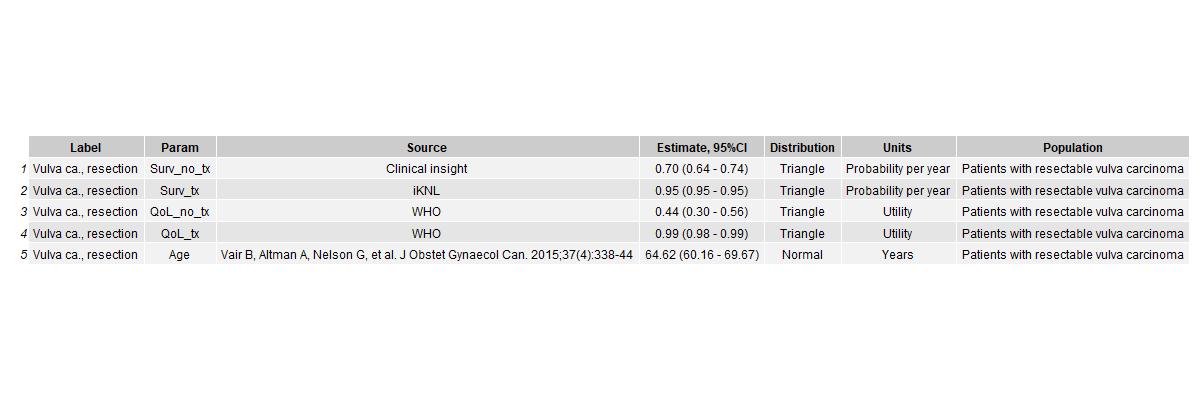 Label Param Source Estimate, 95%CI Distribution Units Population
1 Vulva ca., resection Surv_no_tx Clinical insight 0.70 (0.64 - 0.74) Triangle Probability per year Patients with resectable vulva carcinoma
2 Vulva ca., resection Surv_tx iKNL 0.95 (0.95 - 0.95) Triangle Probability per year Patients with resectable vulva carcinoma
3 Vulva ca., resection QoL_no_tx WHO 0.44 (0.30 - 0.56) Triangle Utility Patients with resectable vulva carcinoma
4 Vulva ca., resection QoL_tx WHO 0.99 (0.98 - 0.99) Triangle Utility Patients with resectable vulva carcinoma
5 Vulva ca., resection Age Vair B, Altman A, Nelson G, et al. J Obstet Gynaecol Can. 2015;37(4):338-44 64.62 (60.16 - 69.67) Normal Years Patients with resectable vulva carcinoma